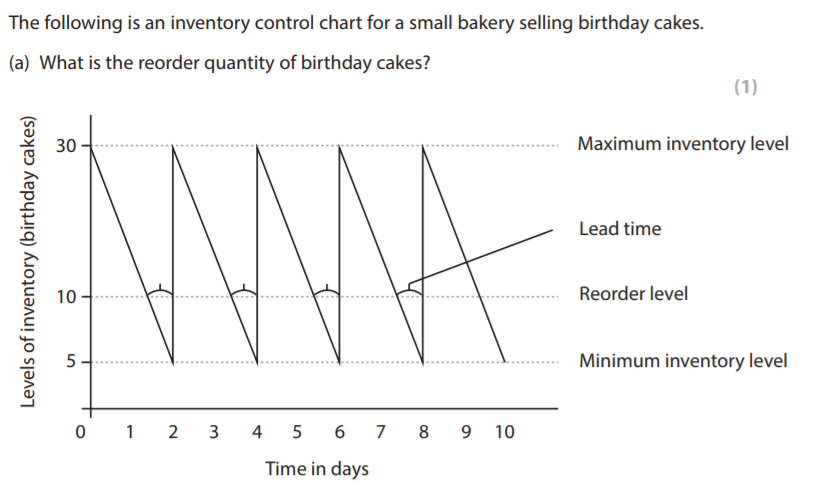 The following is an inventory control chart for a small bakery selling birthday cakes.
(a) What is the reorder quantity of birthday cakes?
(1)
Levels of inventory (birthday cakes)
30
Maximum inventory level
Lead time
10
Reorder level
5
Minimum inventory level
0 1 2 3 4 5 6 7 8 9 10
Time in days